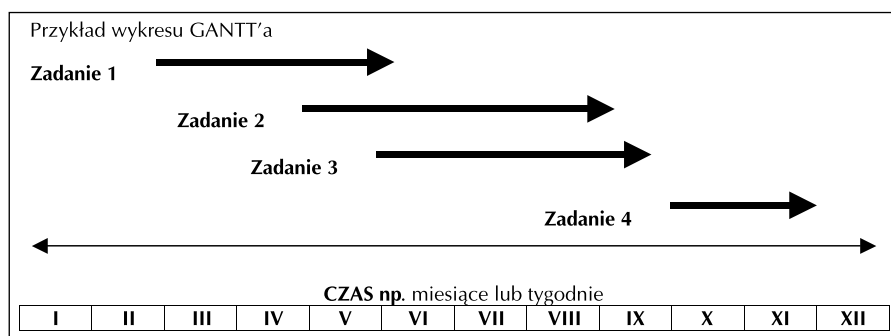 Przykład wykresu GANTT'a
Zadanie 1
Zadanie 2
Zadanie 3
Zadanie 4
CZAS np. miesiące lub tygodnie
I II III IV V VI VII VIII IX X XI XII